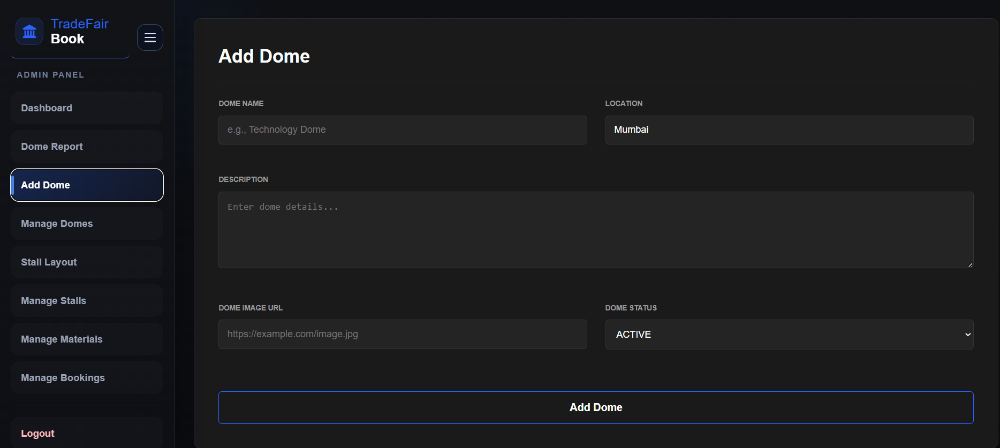 TradeFair
Book
ADMIN PANEL
Dashboard
Dome Report
Add Dome
Manage Domes
Stall Layout
Manage Stalls
Manage Materials
Manage Bookings
Logout
Add Dome
DOME NAME
e.g., Technology Dome
LOCATION
Mumbai
DESCRIPTION
Enter dome details...
DOME IMAGE URL
https://example.com/image.jpg
DOME STATUS
ACTIVE
Add Dome